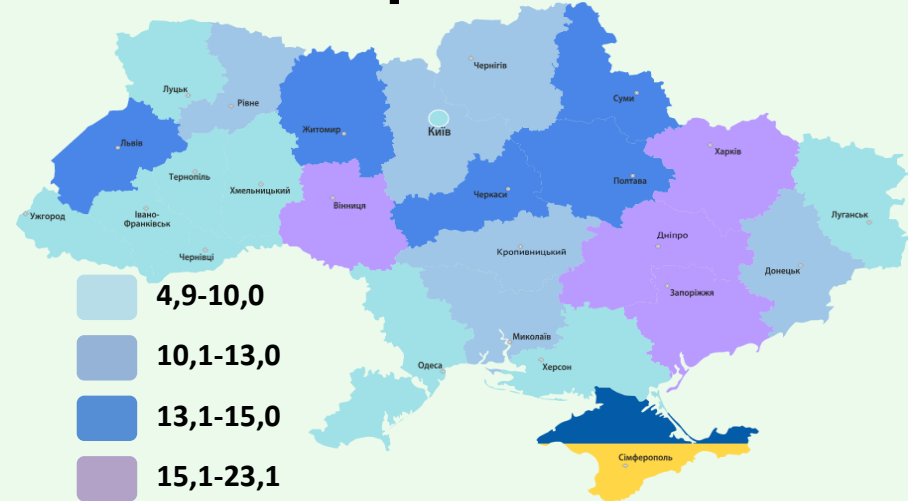 Чернігів
Луцьк
Суми
Рівне
Житомир
Київ
Львів
Харків
Тернопіль
Хмельницький
Полтава
Черкаси
Вінниця
Ужгород
Івано-
Франківськ
Луганськ
Дніпро
Чернівці
Кропивницький
Донецьк
Запоріжжя
4,9-10,0
Миколаїв
10,1-13,0
Одеса
Херсон
13,1-15,0
Сімферополь
15,1-23,1